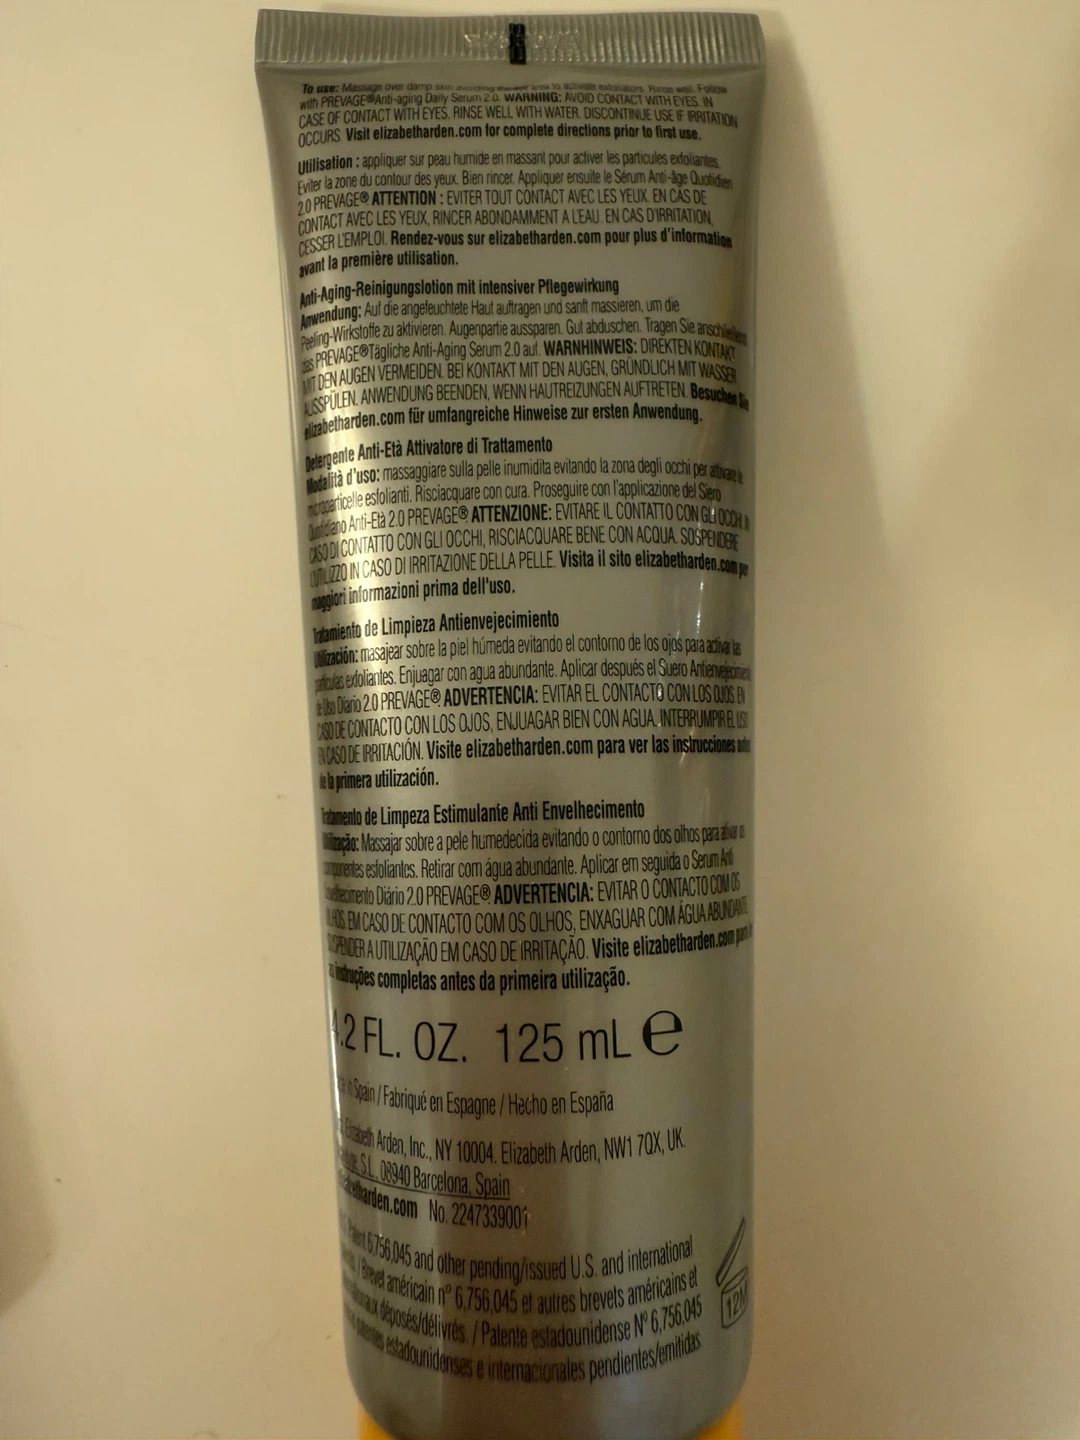 To use: Massage over damp skin avoiding the eye area to activate exfoliators. Rinse well. Follow
with PREVAGE® Anti-aging Daily Serum 2.0. WARNING: AVOID CONTACT WITH EYES. IN
CASE OF CONTACT WITH EYES, RINSE WELL WITH WATER. DISCONTINUE USE IF IRRITATION
OCCURS. Visit elizabetharden.com for complete directions prior to first use.
Utilisation : appliquer sur peau humide en massant pour activer les particules exfoliantes.
Eviter la zone du contour des yeux. Bien rincer. Appliquer ensuite le Sérum Anti-âge Quotidien
2.0 PREVAGE® ATTENTION : EVITER TOUT CONTACT AVEC LES YEUX. EN CAS DE
CONTACT AVEC LES YEUX, RINCER ABONDAMMENT A L'EAU. EN CAS D'IRRITATION,
CESSER L'EMPLOI. Rendez-vous sur elizabetharden.com pour plus d'information
avant la première utilisation.
Anti-Aging-Reinigungslotion mit intensiver Pflegewirkung
Anwendung: Auf die angefeuchtete Haut auftragen und sanft massieren, um die
Peeling-Wirkstoffe zu aktivieren. Augenpartie aussparen. Gut abduschen. Tragen Sie anschließend
das PREVAGE® Tägliche Anti-Aging Serum 2.0 auf. WARNHINWEIS: DIREKTEN KONTAKT
MIT DEN AUGEN VERMEIDEN. BEI KONTAKT MIT DEN AUGEN, GRÜNDLICH MIT WASSER
AUSSPÜLEN. ANWENDUNG BEENDEN, WENN HAUTREIZUNGEN AUFTRETEN. Besuchen Sie
elizabetharden.com für umfangreiche Hinweise zur ersten Anwendung.
Detergente Anti-Età Attivatore di Trattamento
Modalità d'uso: massaggiare sulla pelle inumidita evitando la zona degli occhi per attivare le
microparticelle esfolianti. Risciacquare con cura. Proseguire con l'applicazione del Siero
Quotidiano Anti-Età 2.0 PREVAGE® ATTENZIONE: EVITARE IL CONTATTO CON GLI OCCHI. IN
CASO DI CONTATTO CON GLI OCCHI, RISCIACQUARE BENE CON ACQUA. SOSPENDERE
L'UTILIZZO IN CASO DI IRRITAZIONE DELLA PELLE. Visita il sito elizabetharden.com per
maggiori informazioni prima dell'uso.
Tratamiento de Limpieza Antienvejecimiento
Utilización: masajear sobre la piel húmeda evitando el contorno de los ojos para activar las
partículas exfoliantes. Enjuagar con agua abundante. Aplicar después el Suero Antienvejecimiento
de Uso Diario 2.0 PREVAGE®. ADVERTENCIA: EVITAR EL CONTACTO CON LOS OJOS. EN
CASO DE CONTACTO CON LOS OJOS, ENJUAGAR BIEN CON AGUA. INTERRUMPIR EL USO
EN CASO DE IRRITACIÓN. Visite elizabetharden.com para ver las instrucciones antes
de la primera utilización.
Tratamento de Limpeza Estimulante Anti Envelhecimento
Utilização: Massajar sobre a pele humedecida evitando o contorno dos olhos para ativar os
componentes esfoliantes. Retirar com água abundante. Aplicar em seguida o Serum Anti
Envelhecimento Diário 2.0 PREVAGE® ADVERTENCIA: EVITAR O CONTACTO COM OS
OLHOS. EM CASO DE CONTACTO COM OS OLHOS, ENXAGUAR COM ÁGUA ABUNDANTE.
SUSPENDER A UTILIZAÇÃO EM CASO DE IRRITAÇÃO. Visite elizabetharden.com para
as instruções completas antes da primeira utilização.
4.2 FL. OZ. 125 mL ℮
in Spain / Fabriqué en Espagne / Hecho en España
Elizabeth Arden, Inc., NY 10004. Elizabeth Arden, NW1 7QX, UK.
S.L. 08940 Barcelona, Spain
elizabetharden.com No. 2247339001
Patent 6,756,045 and other pending/issued U.S. and international
/ Brevet américain n° 6,756,045 et autres brevets américains et
déposés/délivrés. / Patente estadounidense N° 6,756,045
patentes estadounidenses e internacionales pendientes/emitidas
12M